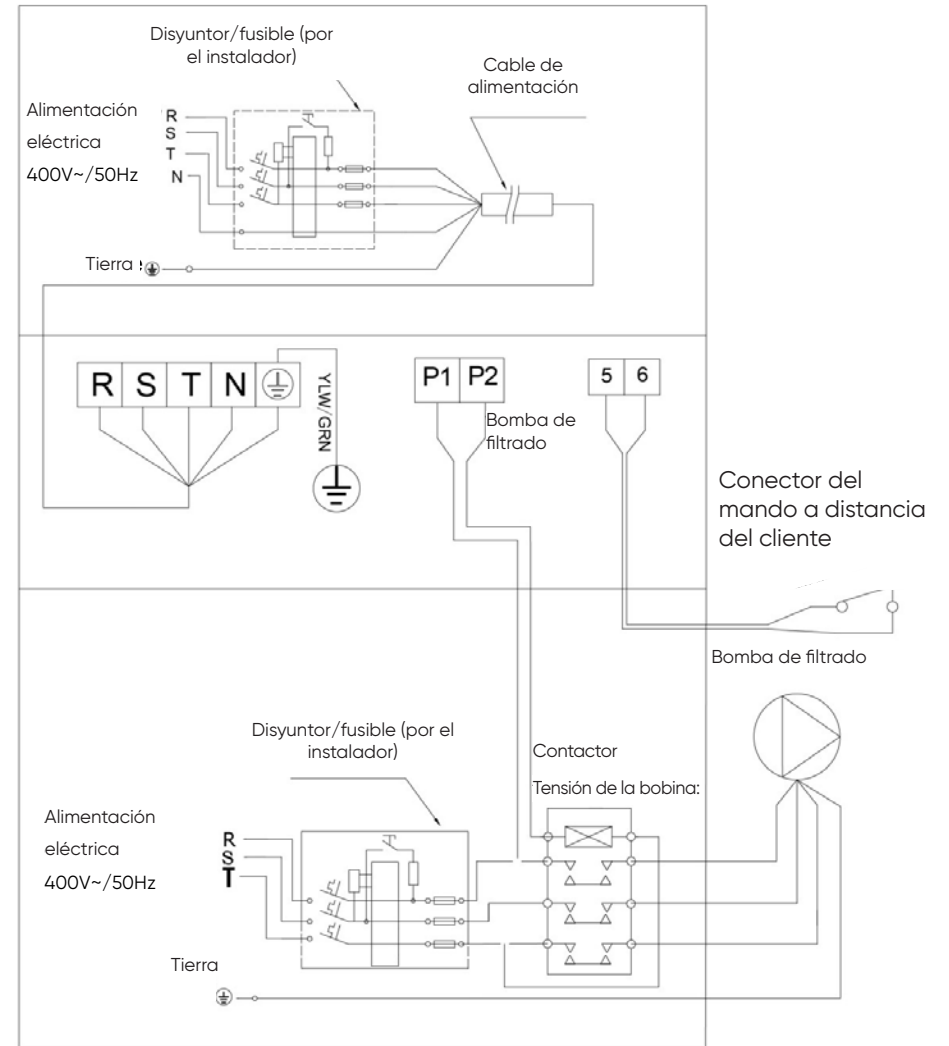 Disyuntor/fusible (por
el instalador)
Cable de
alimentación
Alimentación
eléctrica
400V~/50Hz
R
S
T
N
Tierra
R S T N
YLW/GRN
P1 P2
Bomba de
filtrado
5 6
Conector del
mando a distancia
del cliente
Bomba de filtrado
Disyuntor/fusible (por el
instalador)
Contactor
Tensión de la bobina:
Alimentación
eléctrica
400V~/50Hz
R
S
T
Tierra